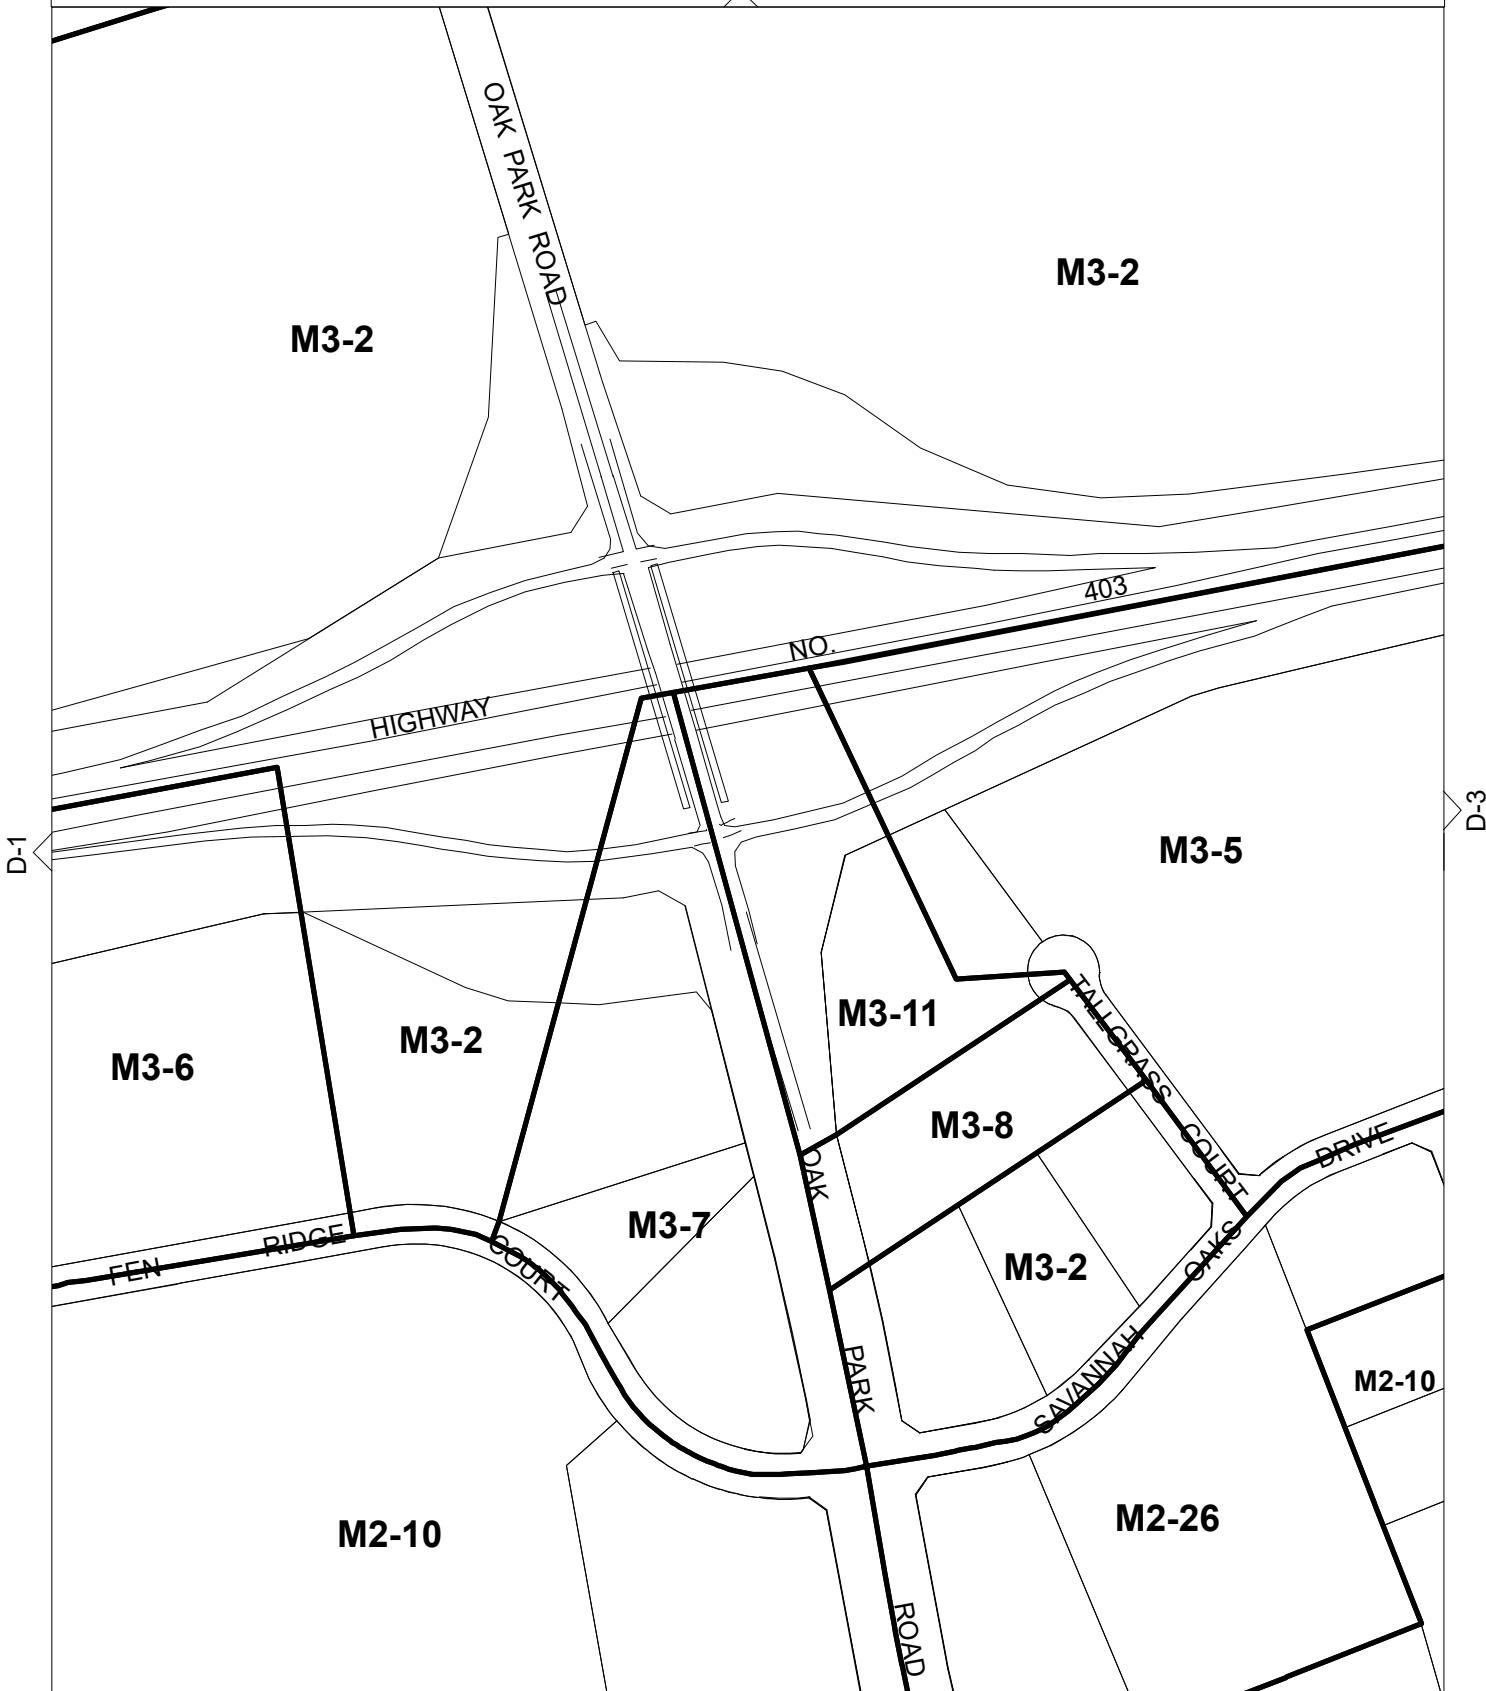 OAK PARK ROAD
M3-2
M3-2
403
NO.
HIGHWAY
D-1
D-3
M3-5
M3-11
M3-2
M3-6
TALLGRASS COURT
M3-8
OAK
DRIVE
M3-7
RIDGE
FEN
COURT
OAKS
M3-2
PARK
SAVANNAH
M2-10
M2-10
M2-26
ROAD